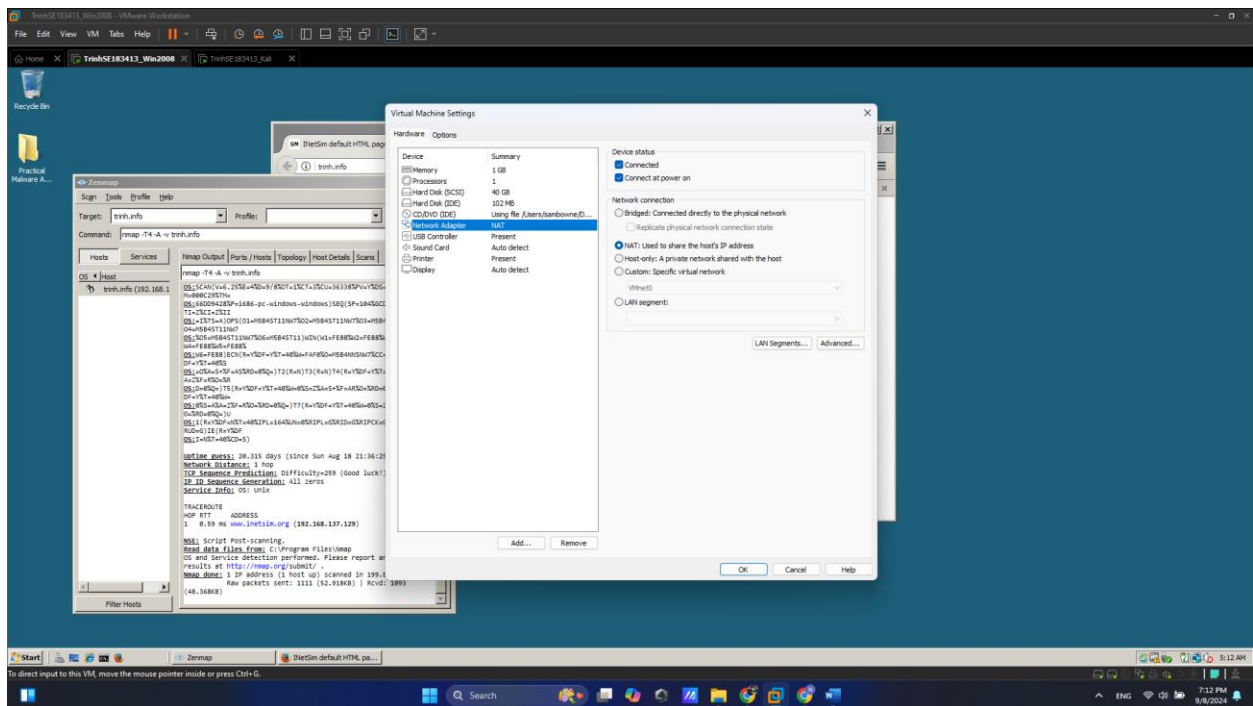 TrinhSE183413_Win2008 - VMware Workstation
File Edit View VM Tabs Help
Home TrinhSE183413_Win2008 TrinhSE183413_Kali
Recycle Bin
Practical Malware A...
INetSim default HTML pag
trinh.info
Zenmap
Scan Tools Profile Help
Target: trinh.info Profile:
Command: nmap -T4 -A -v trinh.info
Hosts Services
Nmap Output Ports / Hosts Topology Host Details Scans
OS Host
trinh.info (192.168.1
nmap -T4 -A -v trinh.info
Uptime guess: 20.315 days (since Sun Aug 18 21:36:25
Network Distance: 1 hop
TCP Sequence Prediction: Difficulty=259 (Good luck!)
IP ID Sequence Generation: All zeros
Service Info: OS: Unix
TRACEROUTE
HOP RTT ADDRESS
1 0.59 ms www.inetsim.org (192.168.137.129)
NSE: Script Post-scanning.
Read data files from: C:\Program Files\Nmap
OS and Service detection performed. Please report an
results at http://nmap.org/submit/ .
Nmap done: 1 IP address (1 host up) scanned in 199.
Raw packets sent: 1111 (52.918KB) | Rcvd: 1093
(48.368KB)
Filter Hosts
Virtual Machine Settings
Hardware Options
Device Summary
Memory 1 GB
Processors 1
Hard Disk (SCSI) 40 GB
Hard Disk (IDE) 102 MB
CD/DVD (IDE) Using file /Users/sambowne/D...
Network Adapter NAT
USB Controller Present
Sound Card Auto detect
Printer Present
Display Auto detect
Add... Remove
Device status
Connected
Connect at power on
Network connection
Bridged: Connected directly to the physical network
Replicate physical network connection state
NAT: Used to share the host's IP address
Host-only: A private network shared with the host
Custom: Specific virtual network
VMnet0
LAN segment:
LAN Segments... Advanced...
OK Cancel Help
Start Zenmap INetSim default HTML pa... 5:12 AM
To direct input to this VM, move the mouse pointer inside or press Ctrl+G.
Search ENG 7:12 PM
9/8/2024